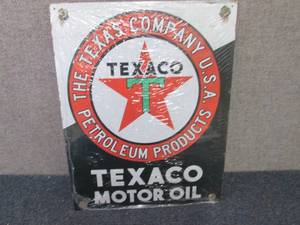 THE TEXAS COMPANY U.S.A.
TEXACO
T
PETROLEUM PRODUCTS
TEXACO
MOTOR OIL